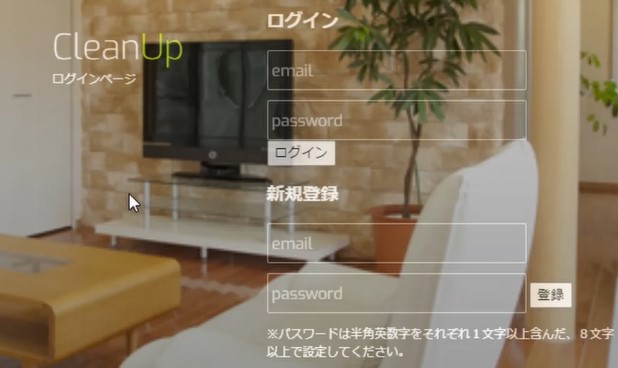 CleanUp
ログインページ
ログイン
email
password
ログイン
新規登録
email
password
登録
※パスワードは半角英数字をそれぞれ１文字以上含んだ、８文字
以上で設定してください。